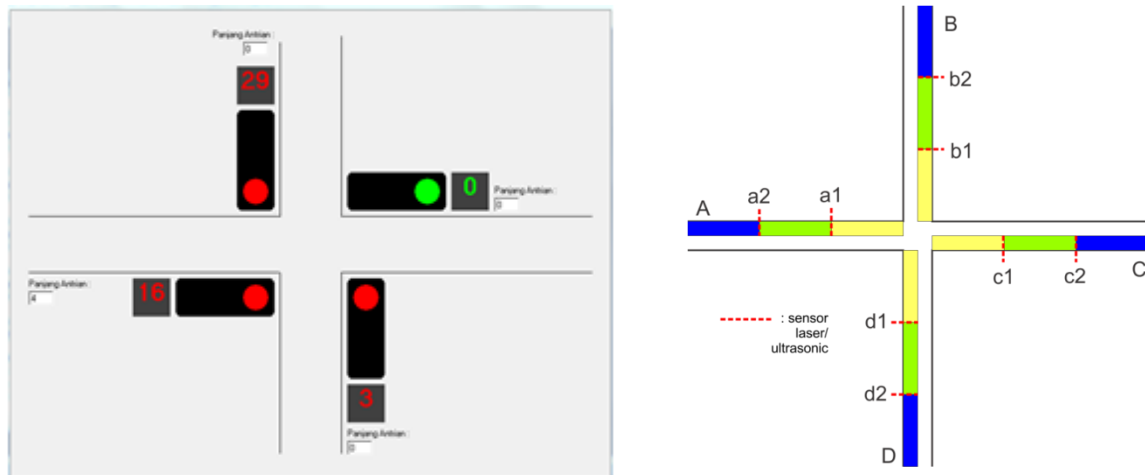 Panjang Antrian :
0
29
0
Panjang Antrian :
0
Panjang Antrian :
4
16
3
Panjang Antrian :
0
B
b2
b1
A
a2
a1
c1
c2
C
d1
d2
D
: sensor
laser/
ultrasonic